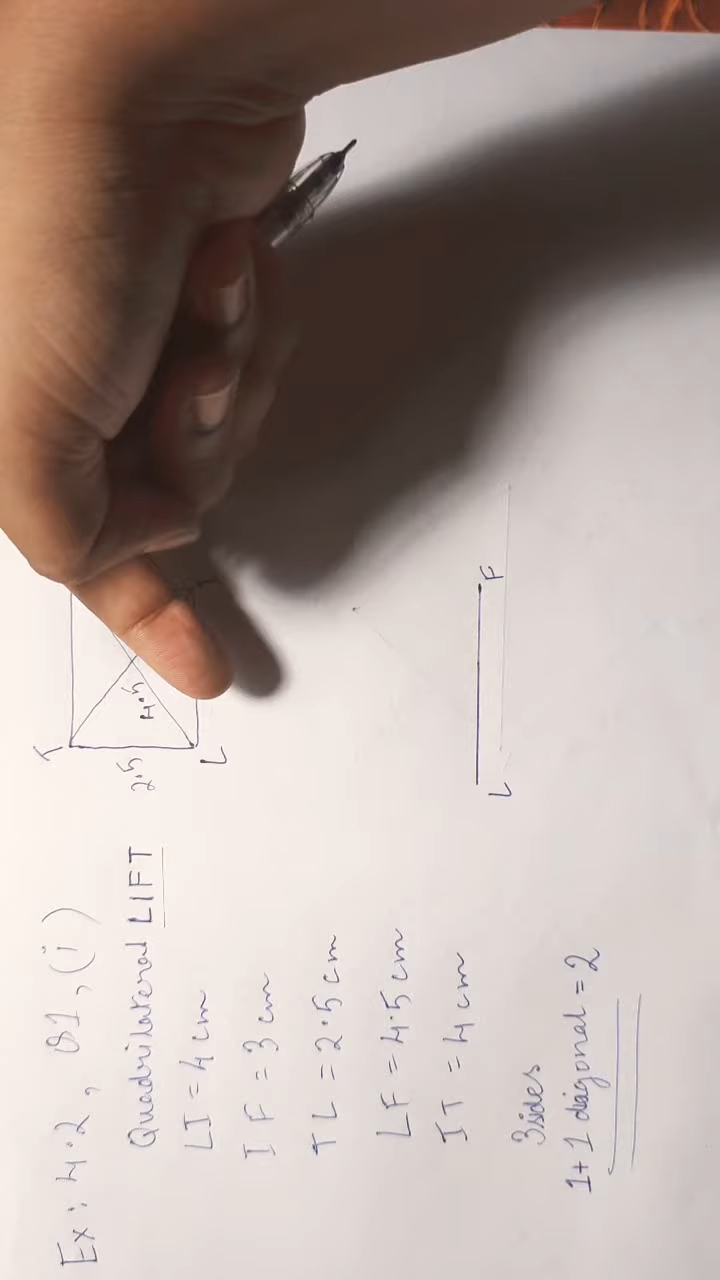 Ex: 4.2, Q1, (i)
Quadrilateral LIFT
LI = 4 cm
IF = 3 cm
TL = 2.5 cm
LF = 4.5 cm
IT = 4 cm
3 sides
1+1 diagonal = 2
T
2.5
4.5
L
L
F